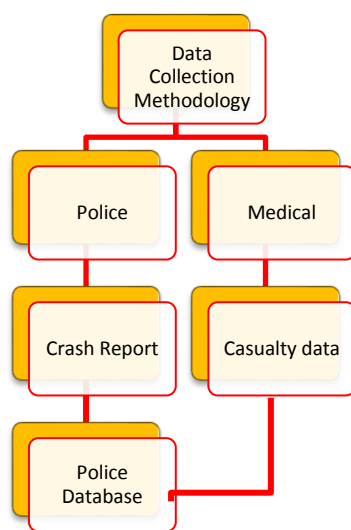 Data
Collection
Methodology
Police
Medical
Crash Report
Casualty data
Police
Database